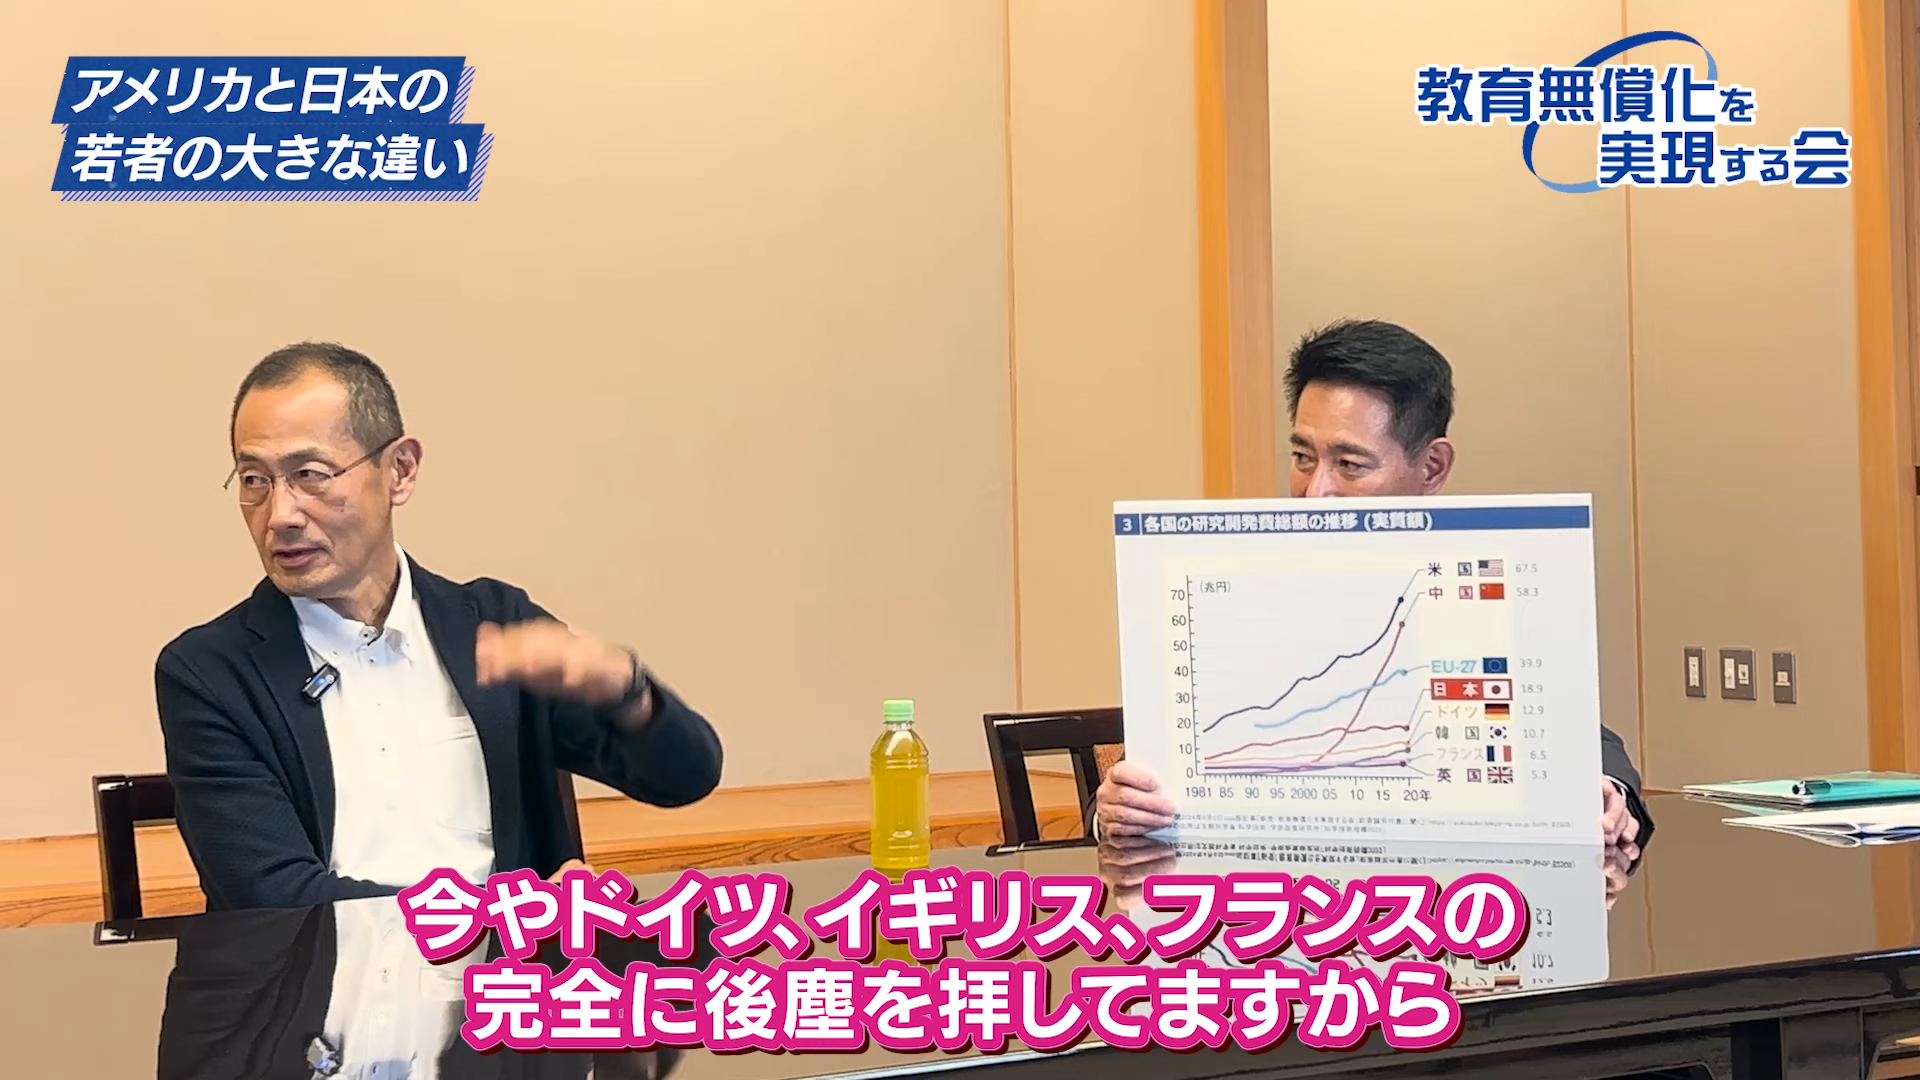 アメリカと日本の
若者の大きな違い
教育無償化を
実現する会
3 各国の研究開発費総額の推移 (実質額)
(兆円)
70
60
50
40
30
20
10
0
1981 85 90 95 2000 05 10 15 20年
米国 67.5
中国 58.3
EU-27 39.9
日本 18.9
ドイツ 12.9
韓国 10.7
フランス 6.5
英国 5.3
今やドイツ、イギリス、フランスの
完全に後塵を拝してますから